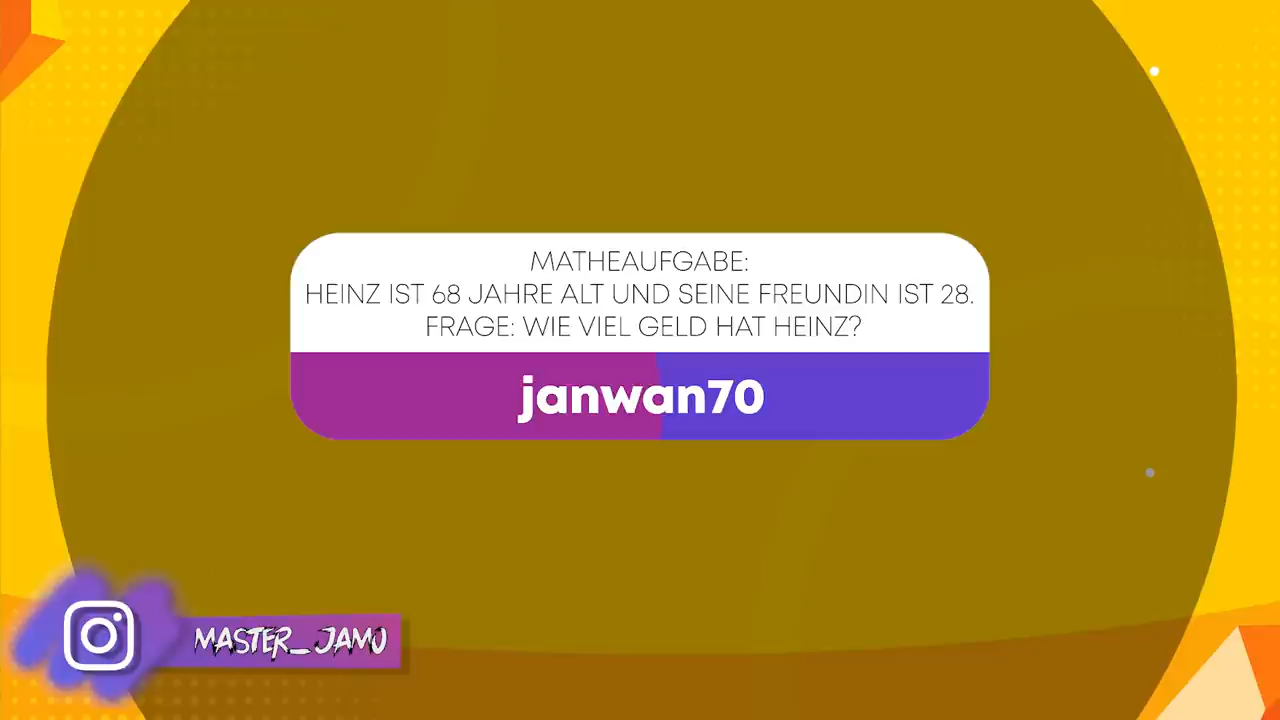 MATHEAUFGABE:
HEINZ IST 68 JAHRE ALT UND SEINE FREUNDIN IST 28.
FRAGE: WIE VIEL GELD HAT HEINZ?
janwan70
MASTER_JAMO